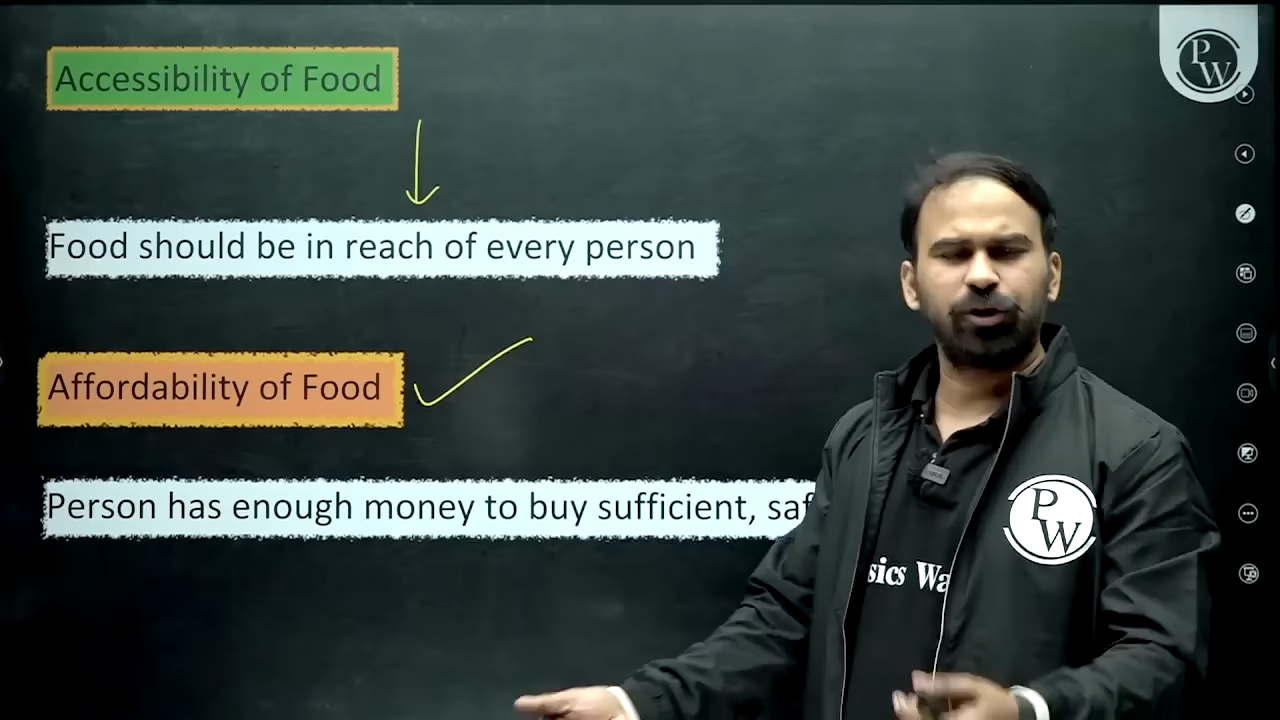 Accessibility of Food
Food should be in reach of every person
Affordability of Food
Person has enough money to buy sufficient,
PW
PW